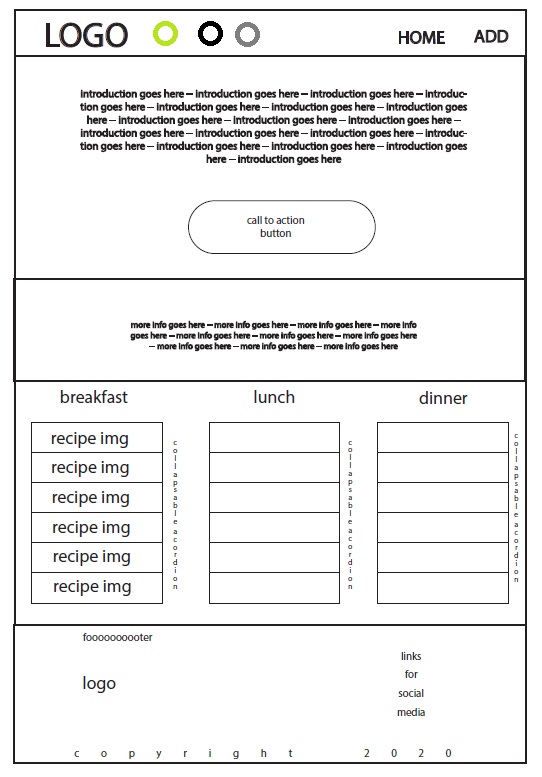 LOGO HOME ADD
introduction goes here – introduction goes here – introduction goes here – introduc-
tion goes here – introduction goes here – introduction goes here – introduction goes
here – introduction goes here – introduction goes here – introduction goes here –
introduction goes here – introduction goes here – introduction goes here – introduc-
tion goes here – introduction goes here – introduction goes here – introduction goes
here – introduction goes here
call to action
button
more info goes here – more info goes here – more info goes here – more info
goes here – more info goes here – more info goes here – more info goes here
– more info goes here – more info goes here – more info goes here
breakfast lunch dinner
recipe img
recipe img
recipe img
recipe img
recipe img
recipe img
collapsable acordion
collapsable acordion
collapsable acordion
foooooooooter
logo
links
for
social
media
copyright 2020